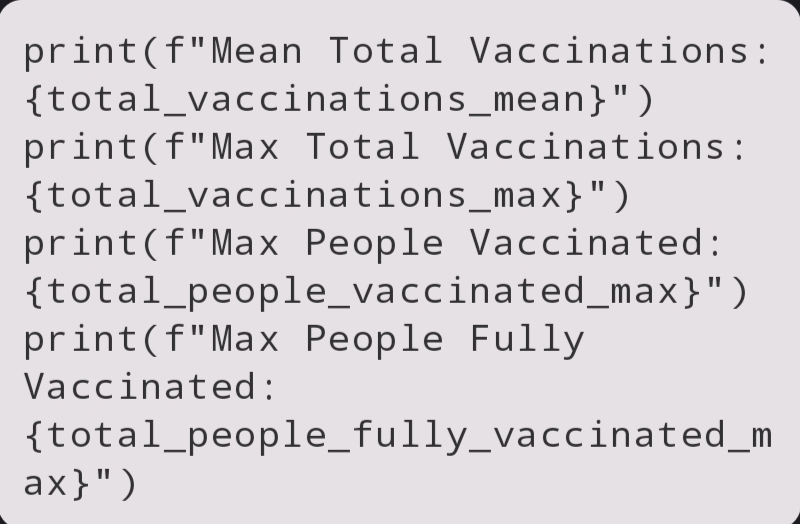 print(f"Mean Total Vaccinations:
{total_vaccinations_mean}")
print(f"Max Total Vaccinations:
{total_vaccinations_max}")
print(f"Max People Vaccinated:
{total_people_vaccinated_max}")
print(f"Max People Fully
Vaccinated:
{total_people_fully_vaccinated_m
ax}")